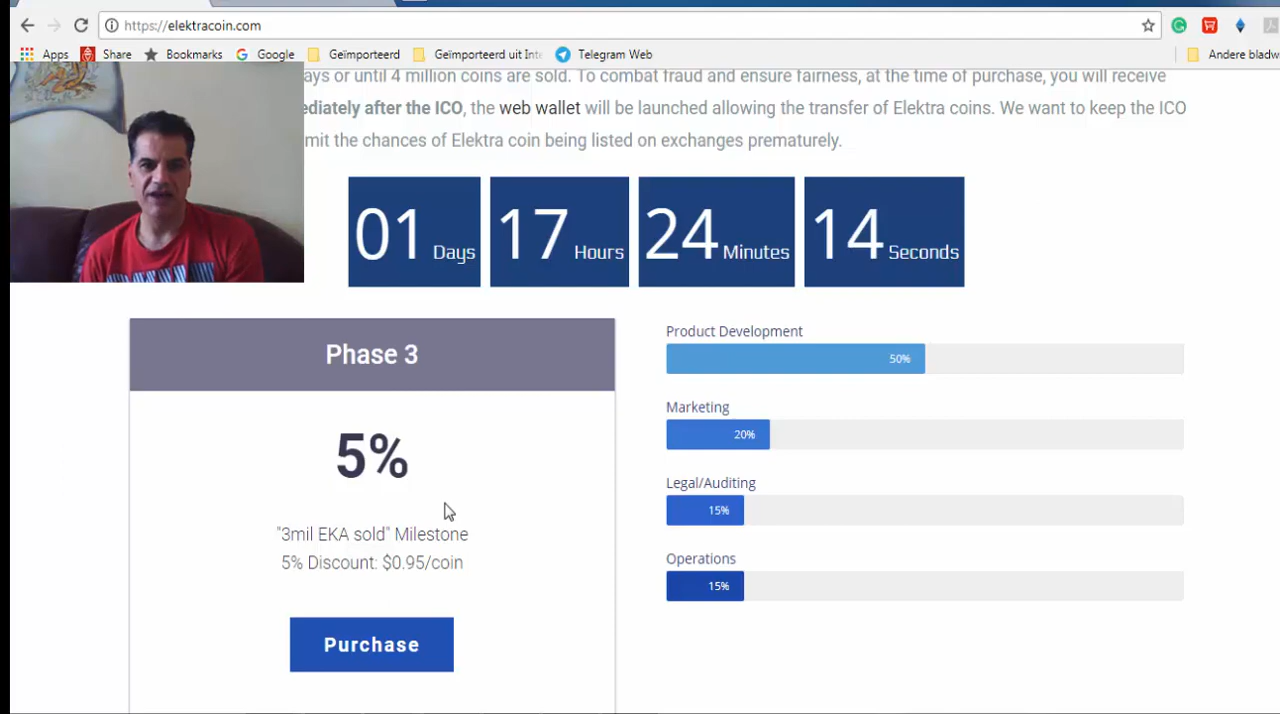 https://elektracoin.com
Apps Share Bookmarks Google Geïmporteerd Geïmporteerd uit Inte Telegram Web Andere bladw
ays or until 4 million coins are sold. To combat fraud and ensure fairness, at the time of purchase, you will receive
ediately after the ICO, the web wallet will be launched allowing the transfer of Elektra coins. We want to keep the ICO
mit the chances of Elektra coin being listed on exchanges prematurely.
01 Days 17 Hours 24 Minutes 14 Seconds
Phase 3
5%
"3mil EKA sold" Milestone
5% Discount: $0.95/coin
Purchase
Product Development
50%
Marketing
20%
Legal/Auditing
15%
Operations
15%